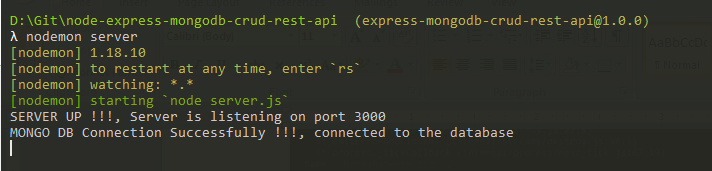 D:\Git\node-express-mongodb-crud-rest-api (express-mongodb-crud-rest-api@1.0.0)
λ nodemon server
[nodemon] 1.18.10
[nodemon] to restart at any time, enter `rs`
[nodemon] watching: *.*
[nodemon] starting `node server.js`
SERVER UP !!!, Server is listening on port 3000
MONGO DB Connection Successfully !!!, connected to the database